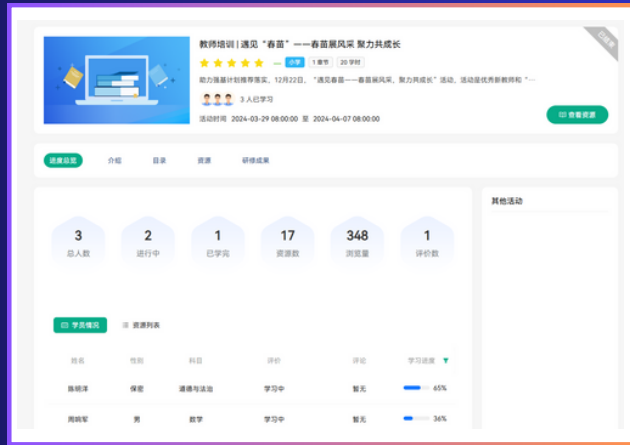 教师培训 | 遇见“春苗”——春苗展风采 聚力共成长
已结束
小学 1 章节 20 学时
助力强基计划推荐落实，12月22日，“遇见春苗——春苗展风采，聚力共成长”活动，活动是优秀新教师和“…
3 人已学习
活动时间 2024-03-29 08:00:00 至 2024-04-07 08:00:00
查看资源
进度总览 介绍 目录 资源 研修成果
其他活动
3 2 1 17 348 1
总人数 进行中 已学完 资源数 浏览量 评价数
学员情况 资源列表
姓名 性别 科目 评价 评论 学习进度
陈明洋 保密 道德与法治 学习中 暂无 65%
周响军 男 数学 学习中 暂无 36%